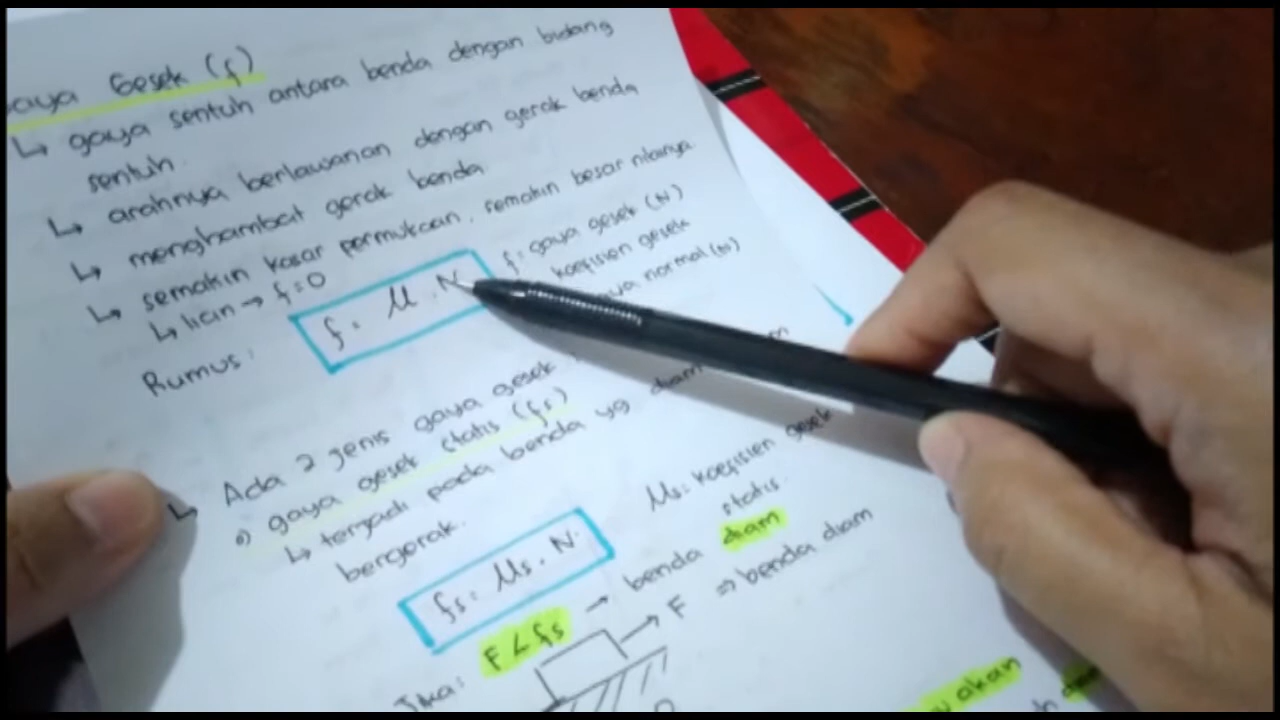 Gaya Gesek (f)
↳ gaya sentuh antara benda dengan bidang
sentuh.
↳ arahnya berlawanan dengan gerak benda
↳ menghambat gerak benda
↳ semakin kasar permukaan, semakin besar nilainya
↳ licin → f = 0
Rumus :
f = μ . N
f = gaya gesek (N)
koefisien gesek
gaya normal (N)
↳ Ada 2 jenis gaya gesek
gaya gesek statis (fs)
↳ terjadi pada benda yg diam
bergerak.
fs = μs . N
μs = koefisien gesek
statis.
Jika : F < fs → benda diam
F ⇒ benda diam
akan